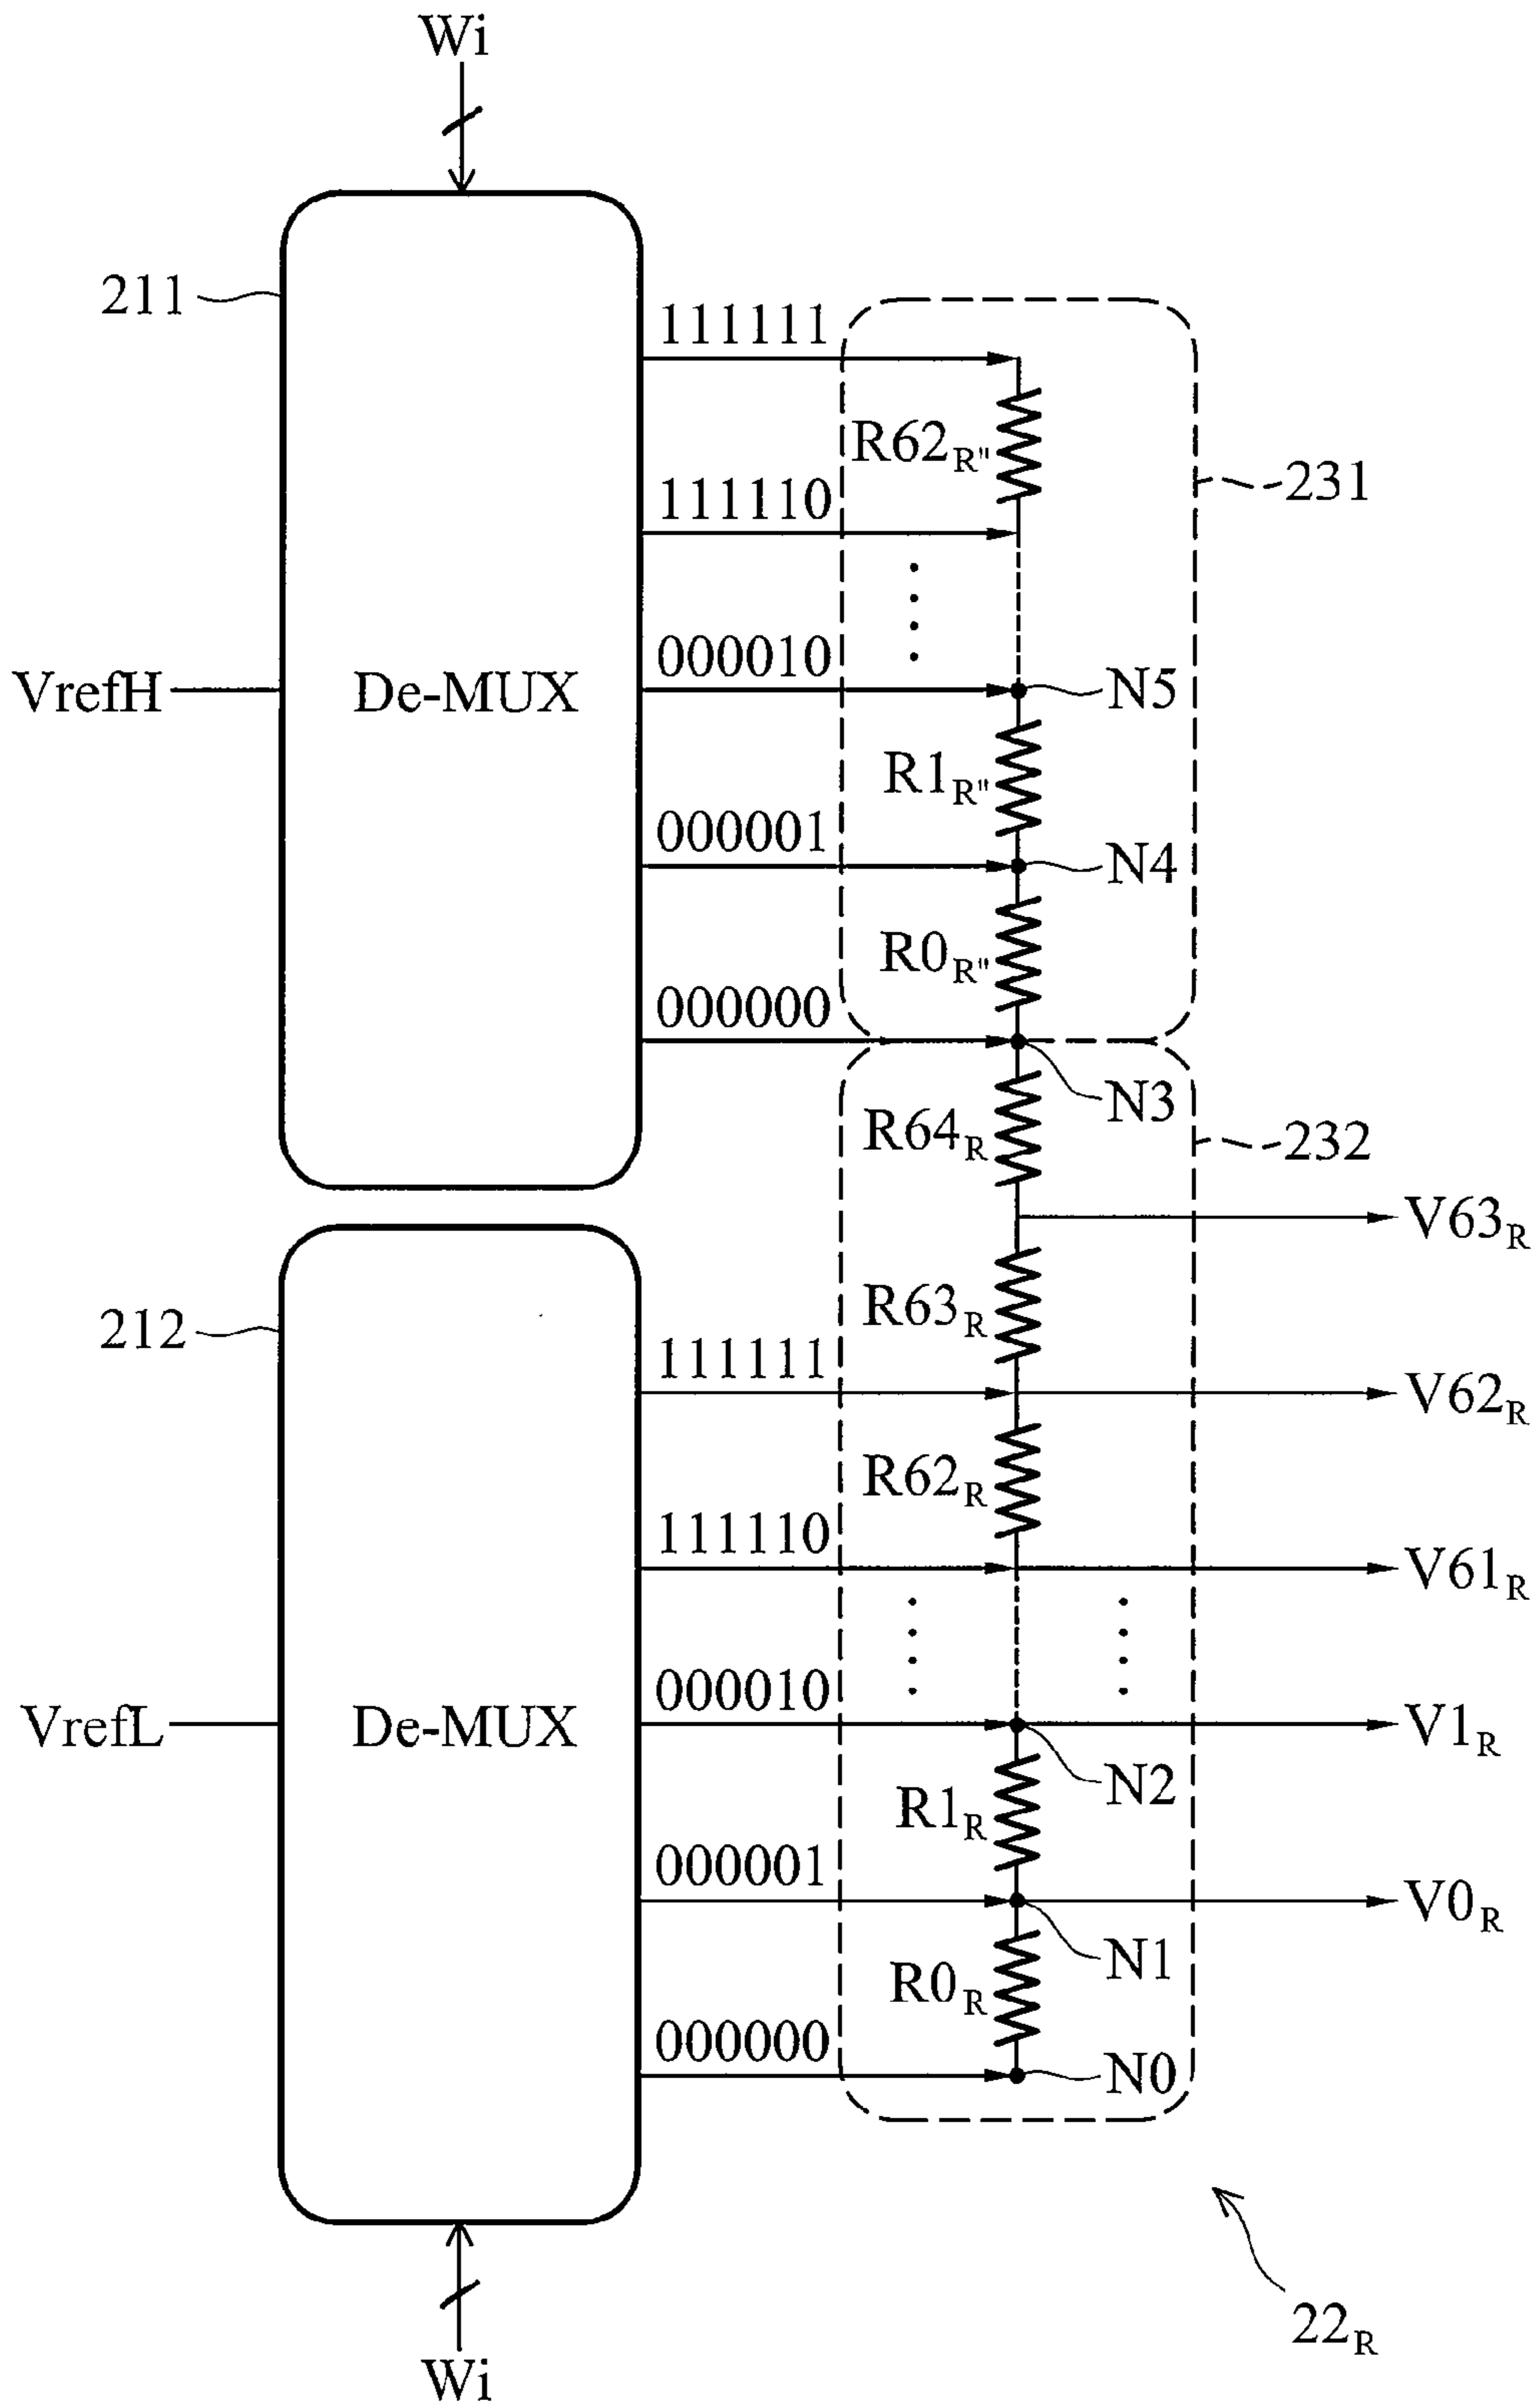 Wi
211
111111
R62R"
231
111110
000010
N5
VrefH
De-MUX
R1R"
000001
N4
R0R"
000000
N3
R64R
232
V63R
212
R63R
111111
V62R
R62R
111110
V61R
000010
VrefL
De-MUX
V1R
N2
R1R
000001
V0R
N1
R0R
000000
N0
22R
Wi